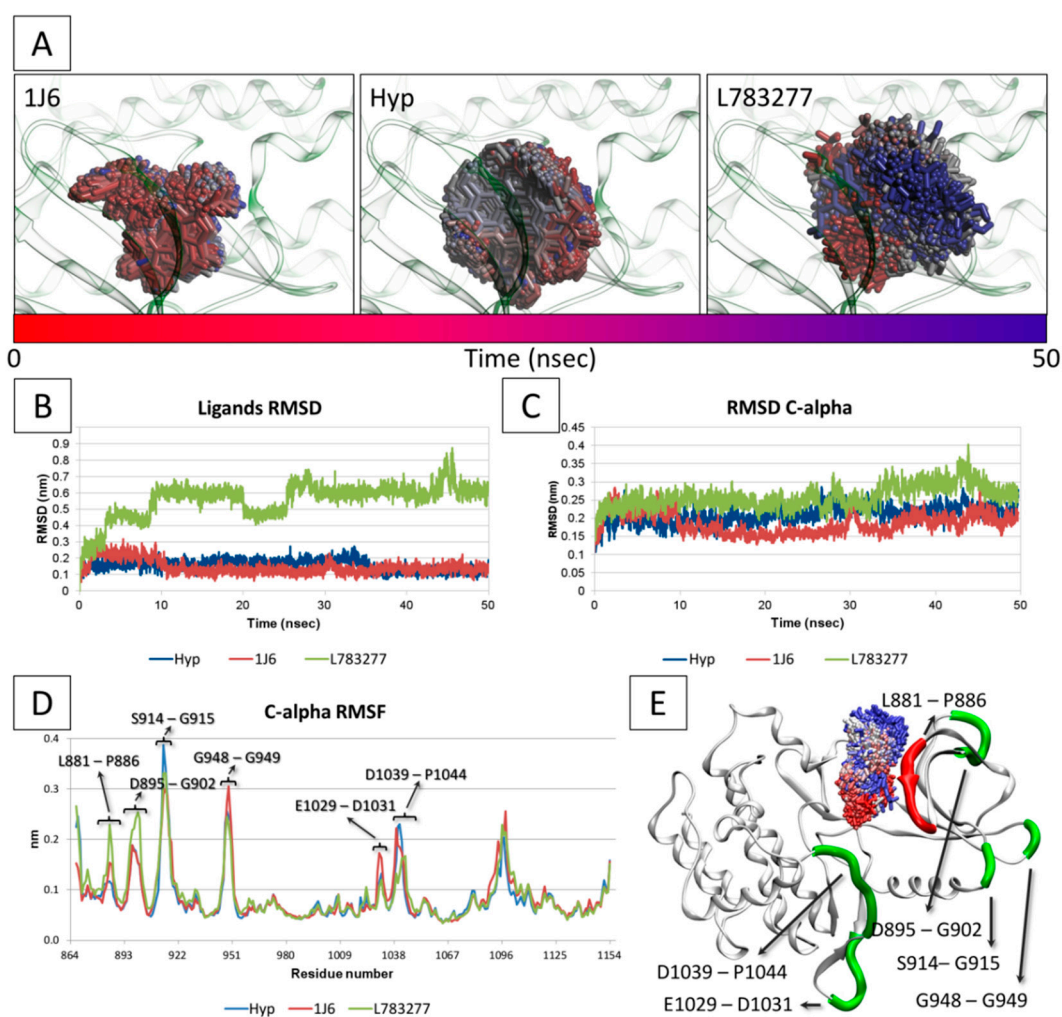 A
1J6
Hyp
L783277
0
Time (nsec)
50
B
Ligands RMSD
RMSD (nm)
0.9
0.8
0.7
0.6
0.5
0.4
0.3
0.2
0.1
0
0 10 20 30 40 50
Time (nsec)
Hyp 1J6 L783277
C
RMSD C-alpha
RMSD (nm)
0.45
0.4
0.35
0.3
0.25
0.2
0.15
0.1
0.05
0
0 10 20 30 40 50
Time (nsec)
Hyp 1J6 L783277
D
C-alpha RMSF
S914 – G915
L881 – P886
D895 – G902
G948 – G949
D1039 – P1044
E1029 – D1031
nm
0.4
0.3
0.2
0.1
0.0
864 893 922 951 980 1009 1038 1067 1096 1125 1154
Residue number
Hyp 1J6 L783277
E
L881 – P886
D895 – G902
D1039 – P1044
S914– G915
E1029 – D1031
G948 – G949